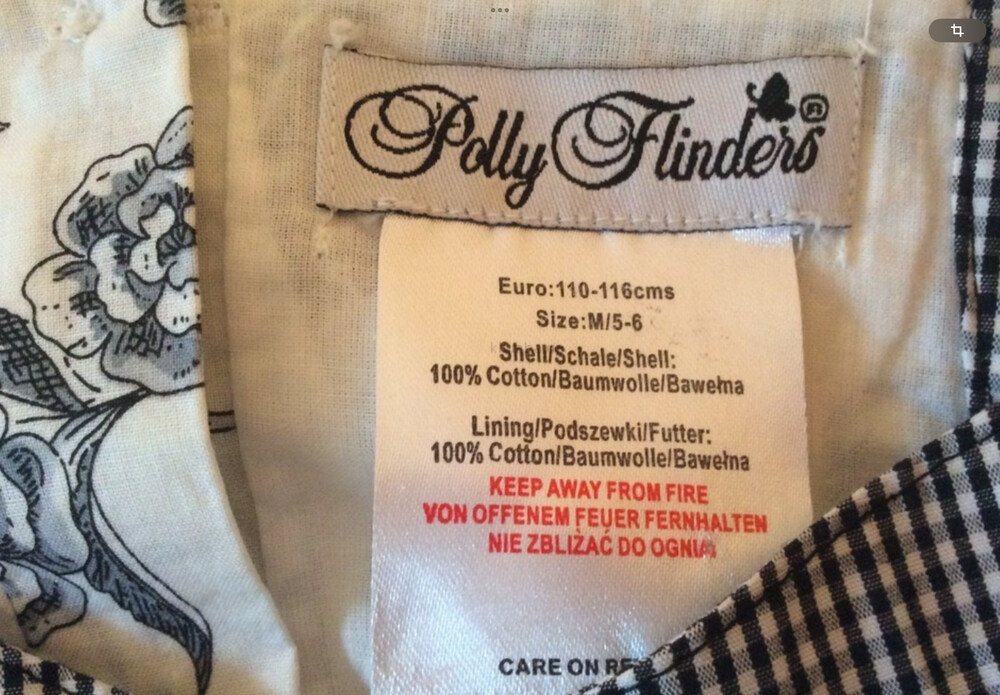 Polly Flinders®
Euro:110-116cms
Size:M/5-6
Shell/Schale/Shell:
100% Cotton/Baumwolle/Bawełna
Lining/Podszewki/Futter:
100% Cotton/Baumwolle/Bawełna
KEEP AWAY FROM FIRE
VON OFFENEM FEUER FERNHALTEN
NIE ZBLIŻAĆ DO OGNIA
CARE ON